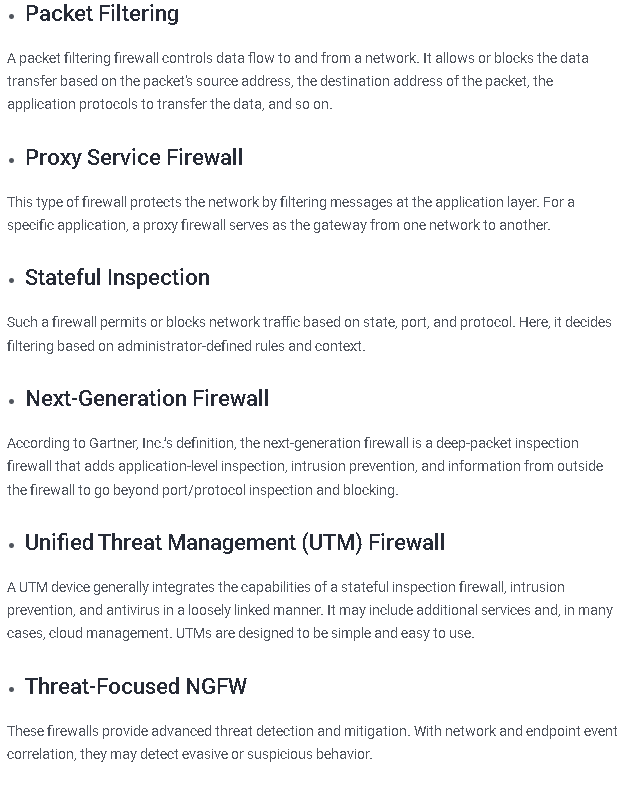 • Packet Filtering
A packet filtering firewall controls data flow to and from a network. It allows or blocks the data
transfer based on the packet's source address, the destination address of the packet, the
application protocols to transfer the data, and so on.
• Proxy Service Firewall
This type of firewall protects the network by filtering messages at the application layer. For a
specific application, a proxy firewall serves as the gateway from one network to another.
• Stateful Inspection
Such a firewall permits or blocks network traffic based on state, port, and protocol. Here, it decides
filtering based on administrator-defined rules and context.
• Next-Generation Firewall
According to Gartner, Inc.'s definition, the next-generation firewall is a deep-packet inspection
firewall that adds application-level inspection, intrusion prevention, and information from outside
the firewall to go beyond port/protocol inspection and blocking.
• Unified Threat Management (UTM) Firewall
A UTM device generally integrates the capabilities of a stateful inspection firewall, intrusion
prevention, and antivirus in a loosely linked manner. It may include additional services and, in many
cases, cloud management. UTMs are designed to be simple and easy to use.
• Threat-Focused NGFW
These firewalls provide advanced threat detection and mitigation. With network and endpoint event
correlation, they may detect evasive or suspicious behavior.